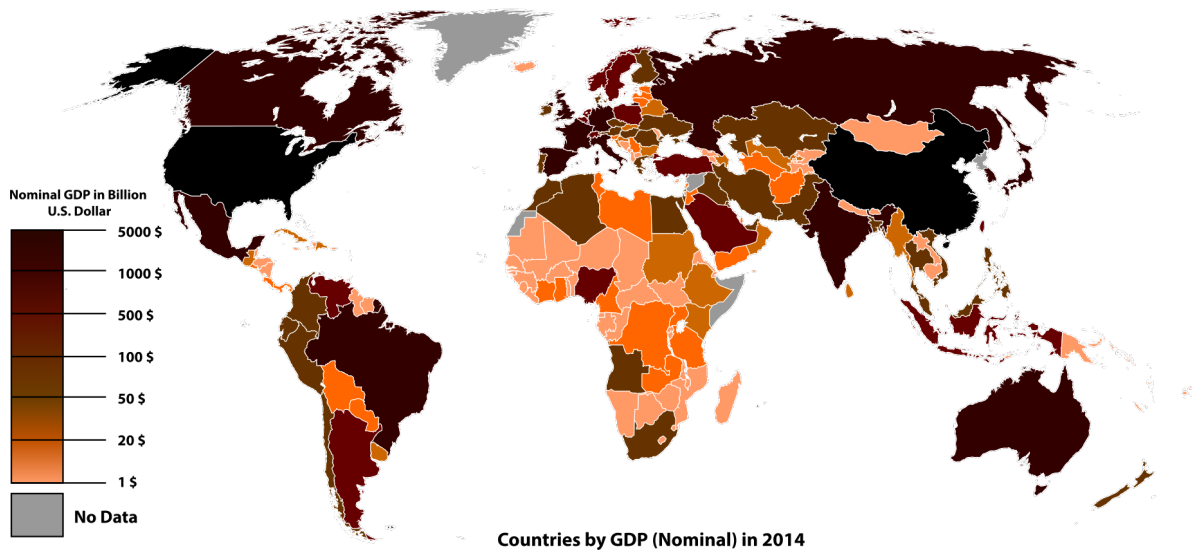 Nominal GDP in Billion
U.S. Dollar
5000 $
1000 $
500 $
100 $
50 $
20 $
1 $
No Data
Countries by GDP (Nominal) in 2014